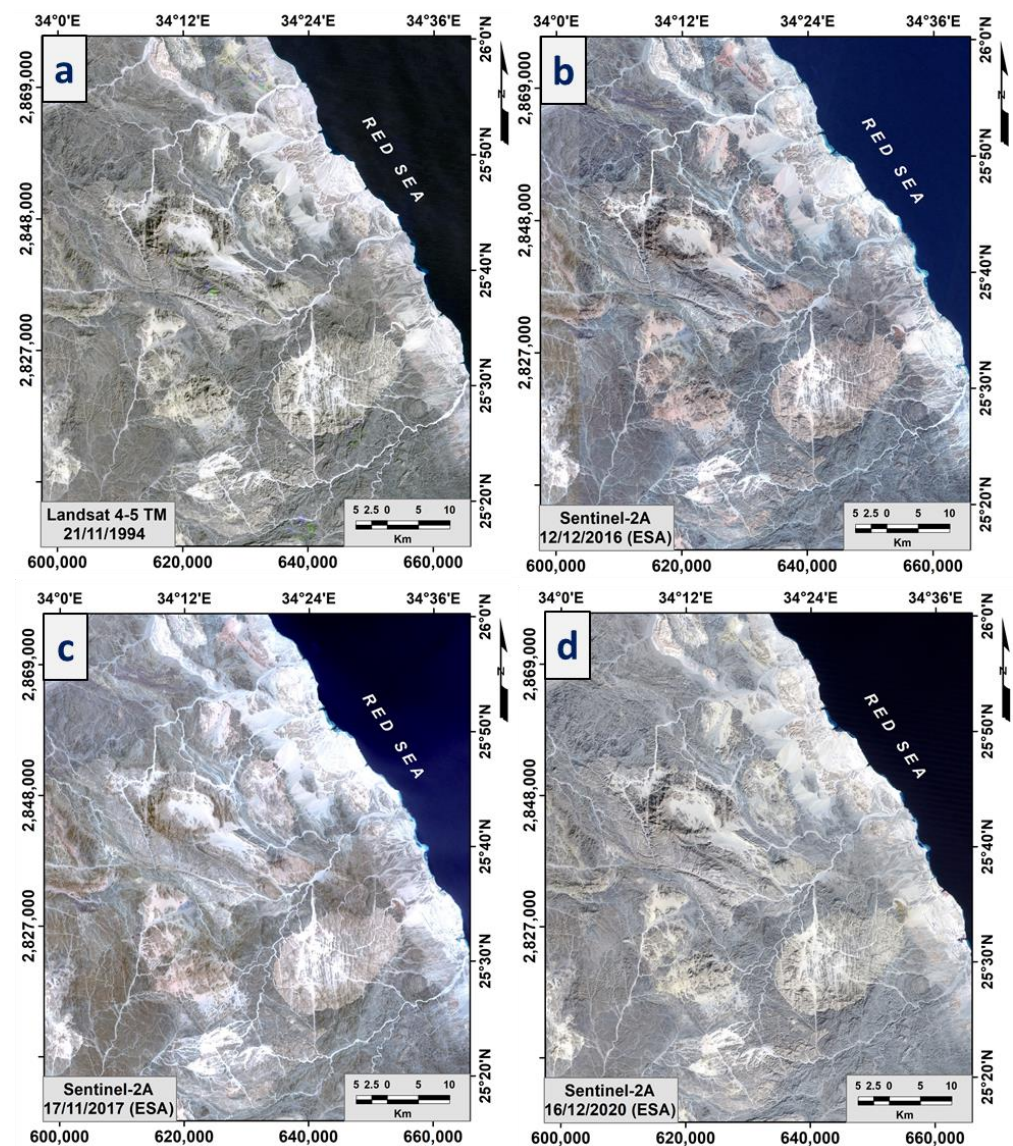 34°0'E 34°12'E 34°24'E 34°36'E
a
2,869,000
2,848,000
2,827,000
RED SEA
N
26°0'N
25°50'N
25°40'N
25°30'N
25°20'N
Landsat 4-5 TM
21/11/1994
5 2.5 0 5 10
Km
600,000 620,000 640,000 660,000
34°0'E 34°12'E 34°24'E 34°36'E
b
2,869,000
2,848,000
2,827,000
RED SEA
N
26°0'N
25°50'N
25°40'N
25°30'N
25°20'N
Sentinel-2A
12/12/2016 (ESA)
5 2.5 0 5 10
Km
600,000 620,000 640,000 660,000
34°0'E 34°12'E 34°24'E 34°36'E
c
2,869,000
2,848,000
2,827,000
RED SEA
N
26°0'N
25°50'N
25°40'N
25°30'N
25°20'N
Sentinel-2A
17/11/2017 (ESA)
5 2.5 0 5 10
Km
600,000 620,000 640,000 660,000
34°0'E 34°12'E 34°24'E 34°36'E
d
2,869,000
2,848,000
2,827,000
RED SEA
N
26°0'N
25°50'N
25°40'N
25°30'N
25°20'N
Sentinel-2A
16/12/2020 (ESA)
5 2.5 0 5 10
Km
600,000 620,000 640,000 660,000